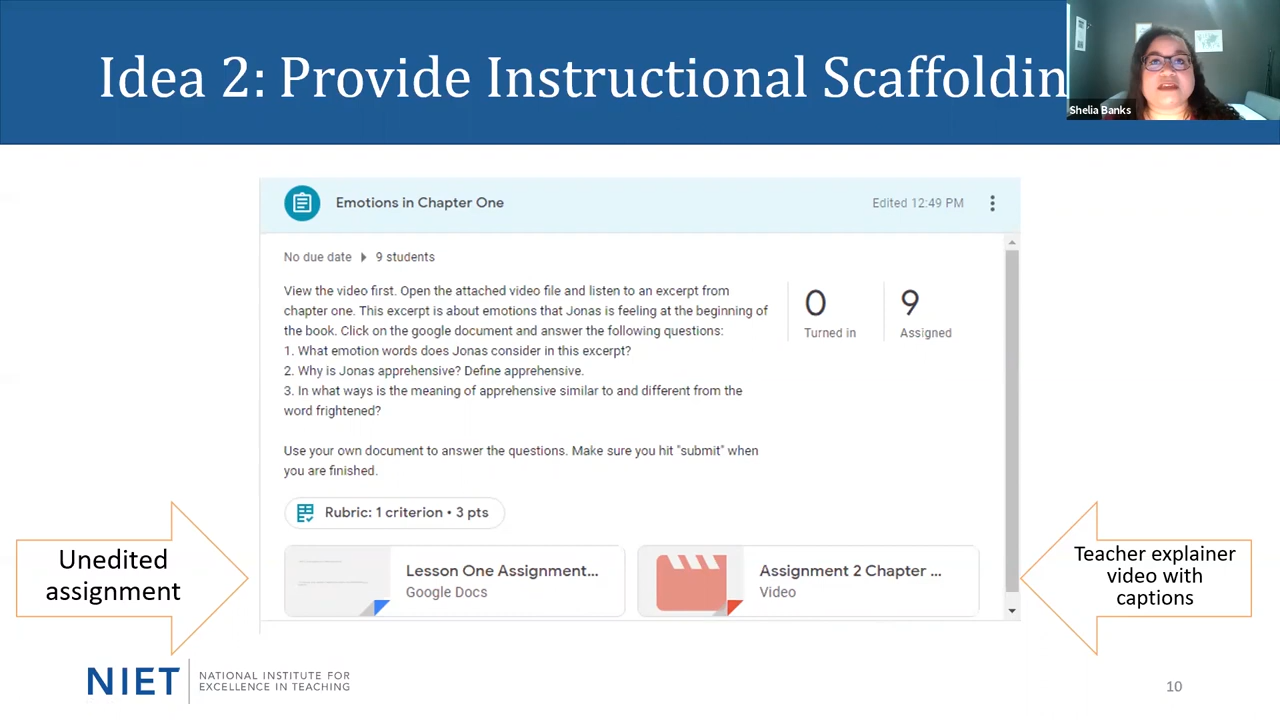 Idea 2: Provide Instructional Scaffoldin
Shelia Banks
Emotions in Chapter One
Edited 12:49 PM
No due date
9 students
View the video first. Open the attached video file and listen to an excerpt from
chapter one. This excerpt is about emotions that Jonas is feeling at the beginning of
the book. Click on the google document and answer the following questions:
1. What emotion words does Jonas consider in this excerpt?
2. Why is Jonas apprehensive? Define apprehensive.
3. In what ways is the meaning of apprehensive similar to and different from the
word frightened?
Use your own document to answer the questions. Make sure you hit "submit" when
you are finished.
0
Turned in
9
Assigned
Rubric: 1 criterion • 3 pts
Lesson One Assignment...
Google Docs
Assignment 2 Chapter ...
Video
Unedited
assignment
Teacher explainer
video with
captions
NIET
NATIONAL INSTITUTE FOR
EXCELLENCE IN TEACHING
10